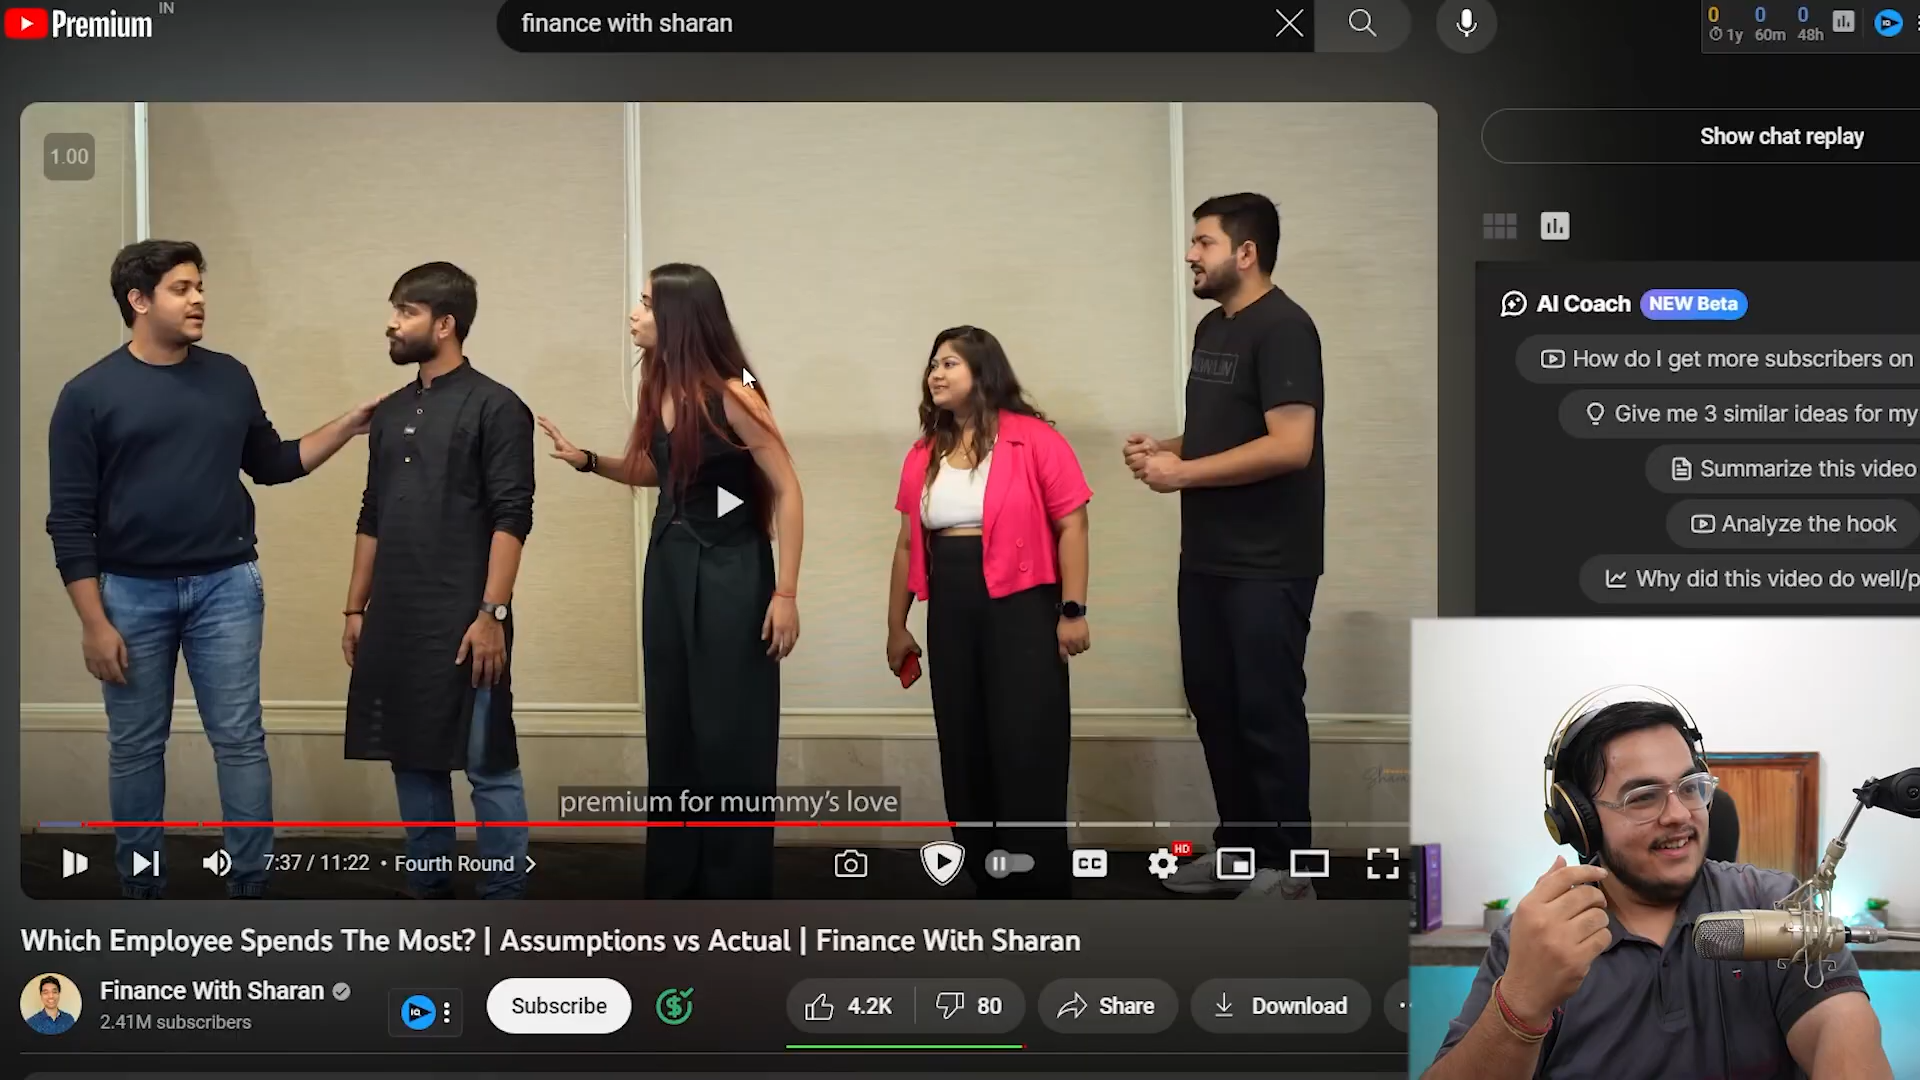 Premium IN
finance with sharan
0 0 0
1y 60m 48h
1.00
Show chat replay
AI Coach NEW Beta
How do I get more subscribers on
Give me 3 similar ideas for my
Summarize this video
Analyze the hook
Why did this video do well/p
premium for mummy's love
7:37 / 11:22 • Fourth Round
CC
HD
Which Employee Spends The Most? | Assumptions vs Actual | Finance With Sharan
Finance With Sharan
2.41M subscribers
IQ
Subscribe
4.2K
80
Share
Download